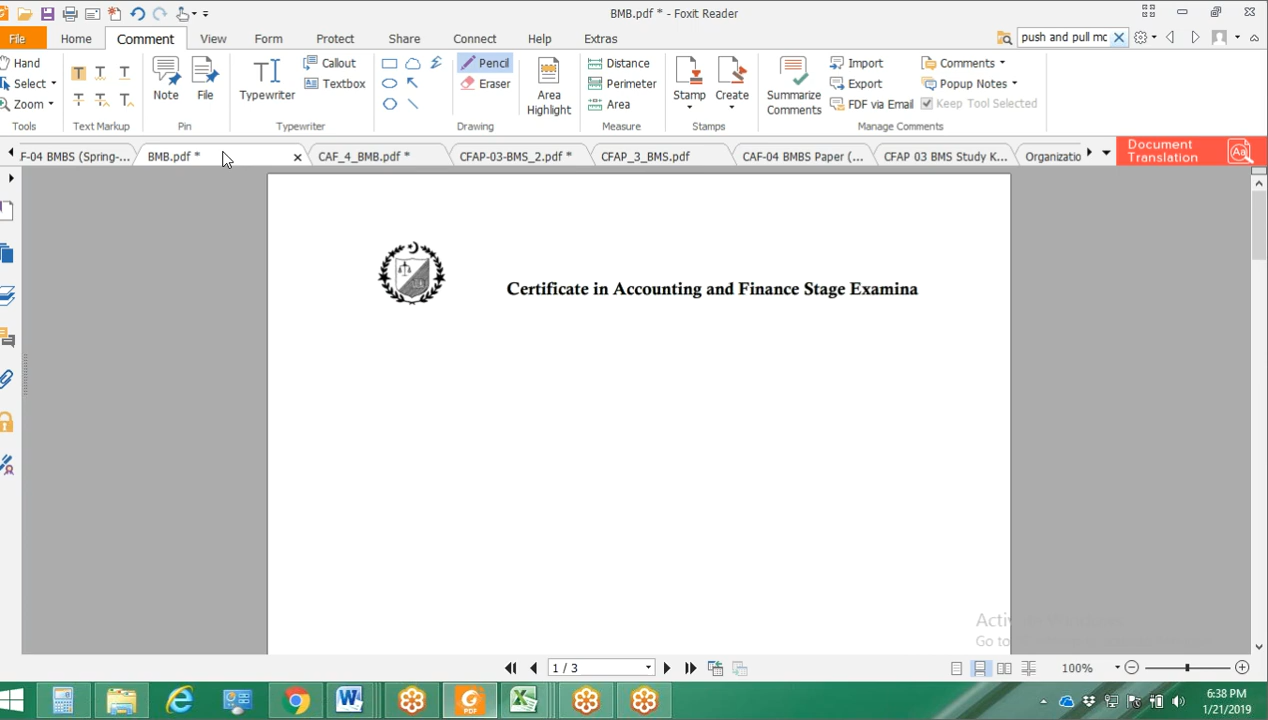 BMB.pdf * - Foxit Reader
File
Home
Comment
View
Form
Protect
Share
Connect
Help
Extras
push and pull mc
Hand
Select
Zoom
Tools
Text Markup
Note
File
Pin
Typewriter
Callout
Textbox
Typewriter
Pencil
Eraser
Area
Highlight
Drawing
Distance
Perimeter
Area
Measure
Stamp
Create
Stamps
Summarize
Comments
Import
Export
FDF via Email
Comments
Popup Notes
Keep Tool Selected
Manage Comments
F-04 BMBS (Spring-...
BMB.pdf *
CAF_4_BMB.pdf *
CFAP-03-BMS_2.pdf *
CFAP_3_BMS.pdf
CAF-04 BMBS Paper (...
CFAP 03 BMS Study K...
Organizatio
Document
Translation
Certificate in Accounting and Finance Stage Examina
Go to
1 / 3
100%
6:38 PM
1/21/2019